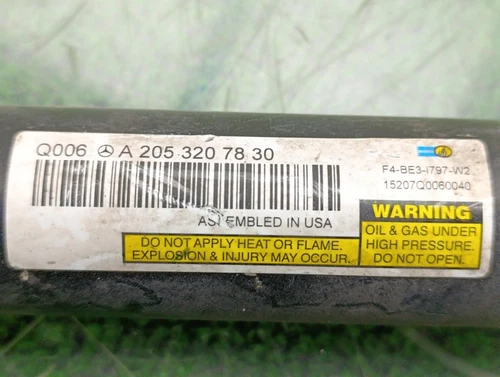 Q006 A 205 320 78 30
F4-BE3-I797-W2
15207Q0060040
ASSEMBLED IN USA
DO NOT APPLY HEAT OR FLAME.
EXPLOSION & INJURY MAY OCCUR.
WARNING
OIL & GAS UNDER
HIGH PRESSURE.
DO NOT OPEN.